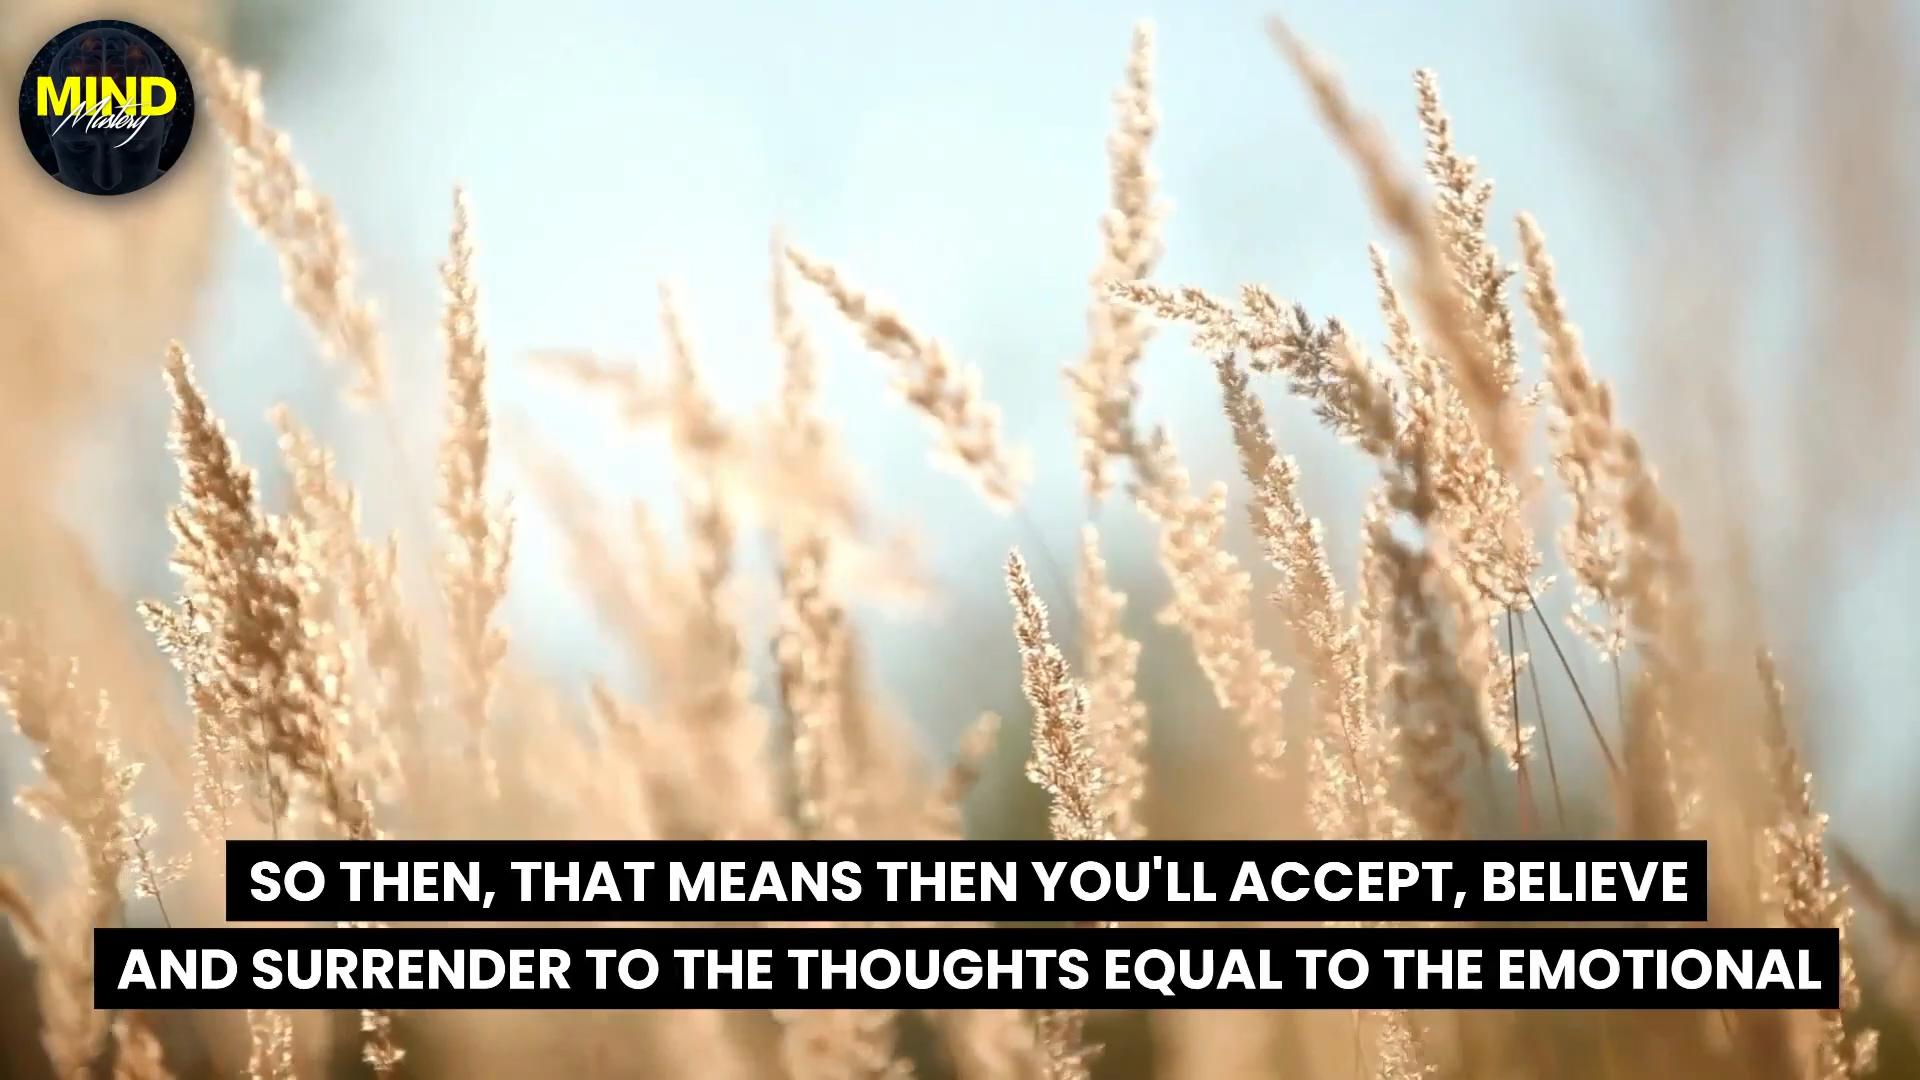 MIND
Mastery
SO THEN, THAT MEANS THEN YOU'LL ACCEPT, BELIEVE
AND SURRENDER TO THE THOUGHTS EQUAL TO THE EMOTIONAL